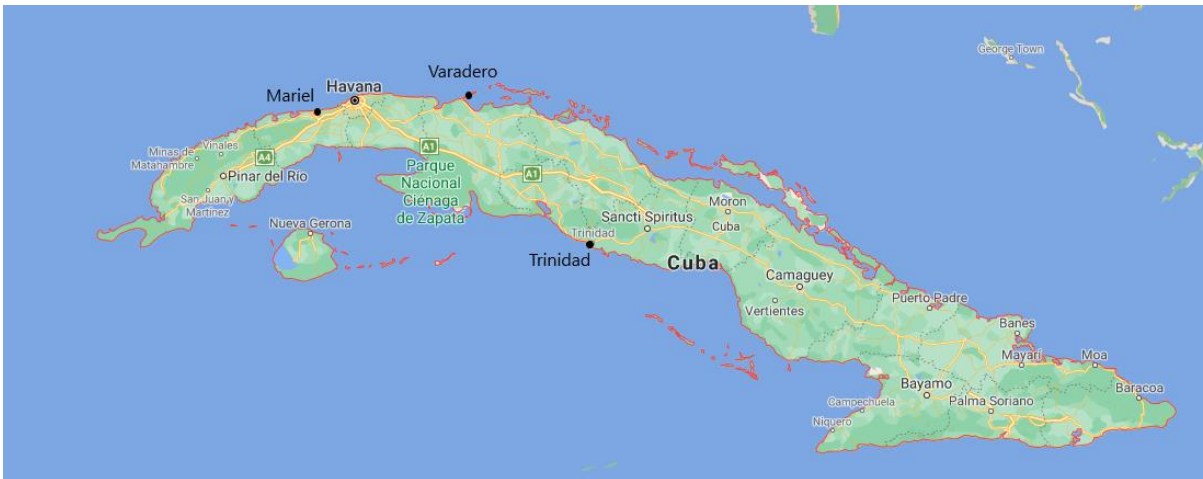 George Town
Varadero
Havana
Mariel
Minas de
Matahambre
Vinales
A4
A1
Parque
Nacional
Ciénaga
de Zapata
A1
Pinar del Rio
San Juan y
Martinez
Nueva Gerona
Moron
Cuba
Sancti Spiritus
Trinidad
Trinidad
Cuba
Camaguey
Vertientes
Puerto Padre
Banes
Mayari
Moa
Bayamo
Baracoa
Campechuela
Palma Soriano
Niquero